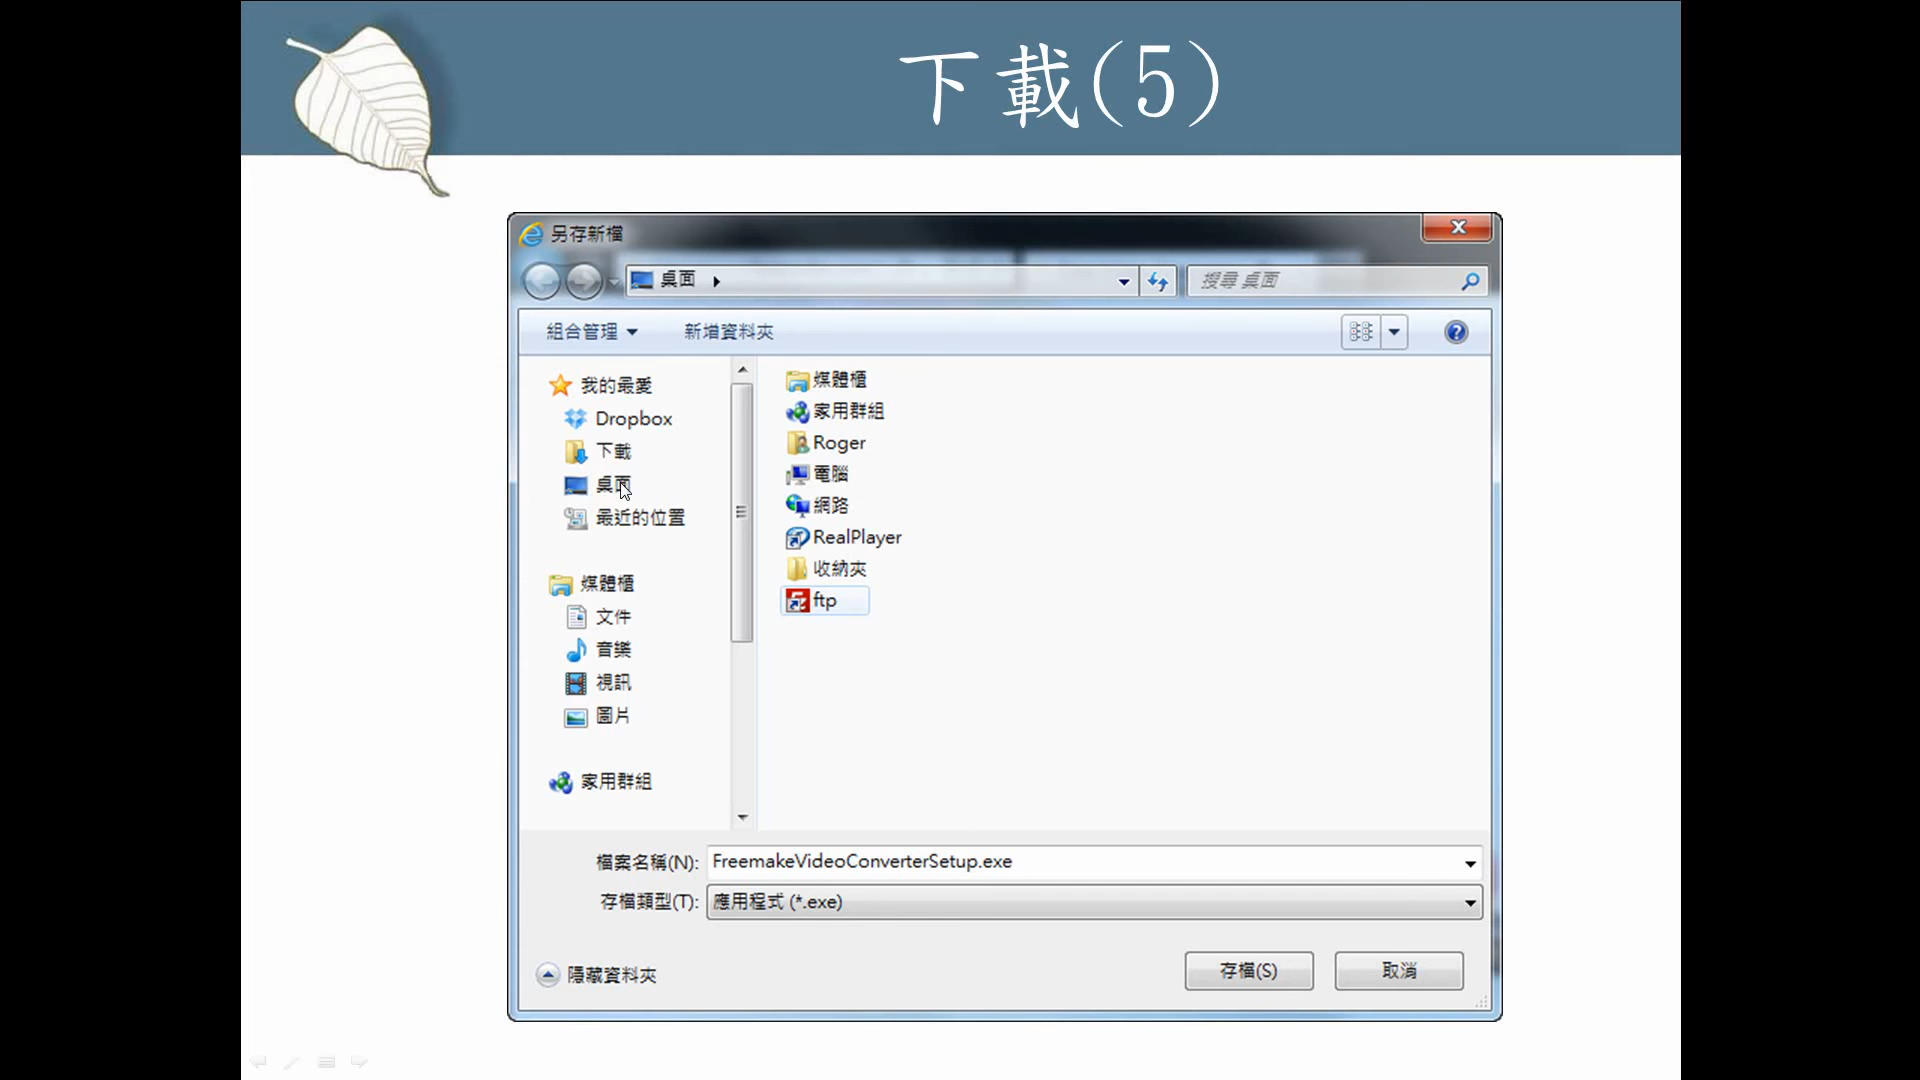 下載(5)
另存新檔
桌面
搜尋 桌面
組合管理
新增資料夾
我的最愛
Dropbox
下載
桌面
最近的位置
媒體櫃
文件
音樂
視訊
圖片
家用群組
媒體櫃
家用群組
Roger
電腦
網路
RealPlayer
收納夾
ftp
檔案名稱(N): FreemakeVideoConverterSetup.exe
存檔類型(T): 應用程式 (*.exe)
隱藏資料夾
存檔(S)
取消